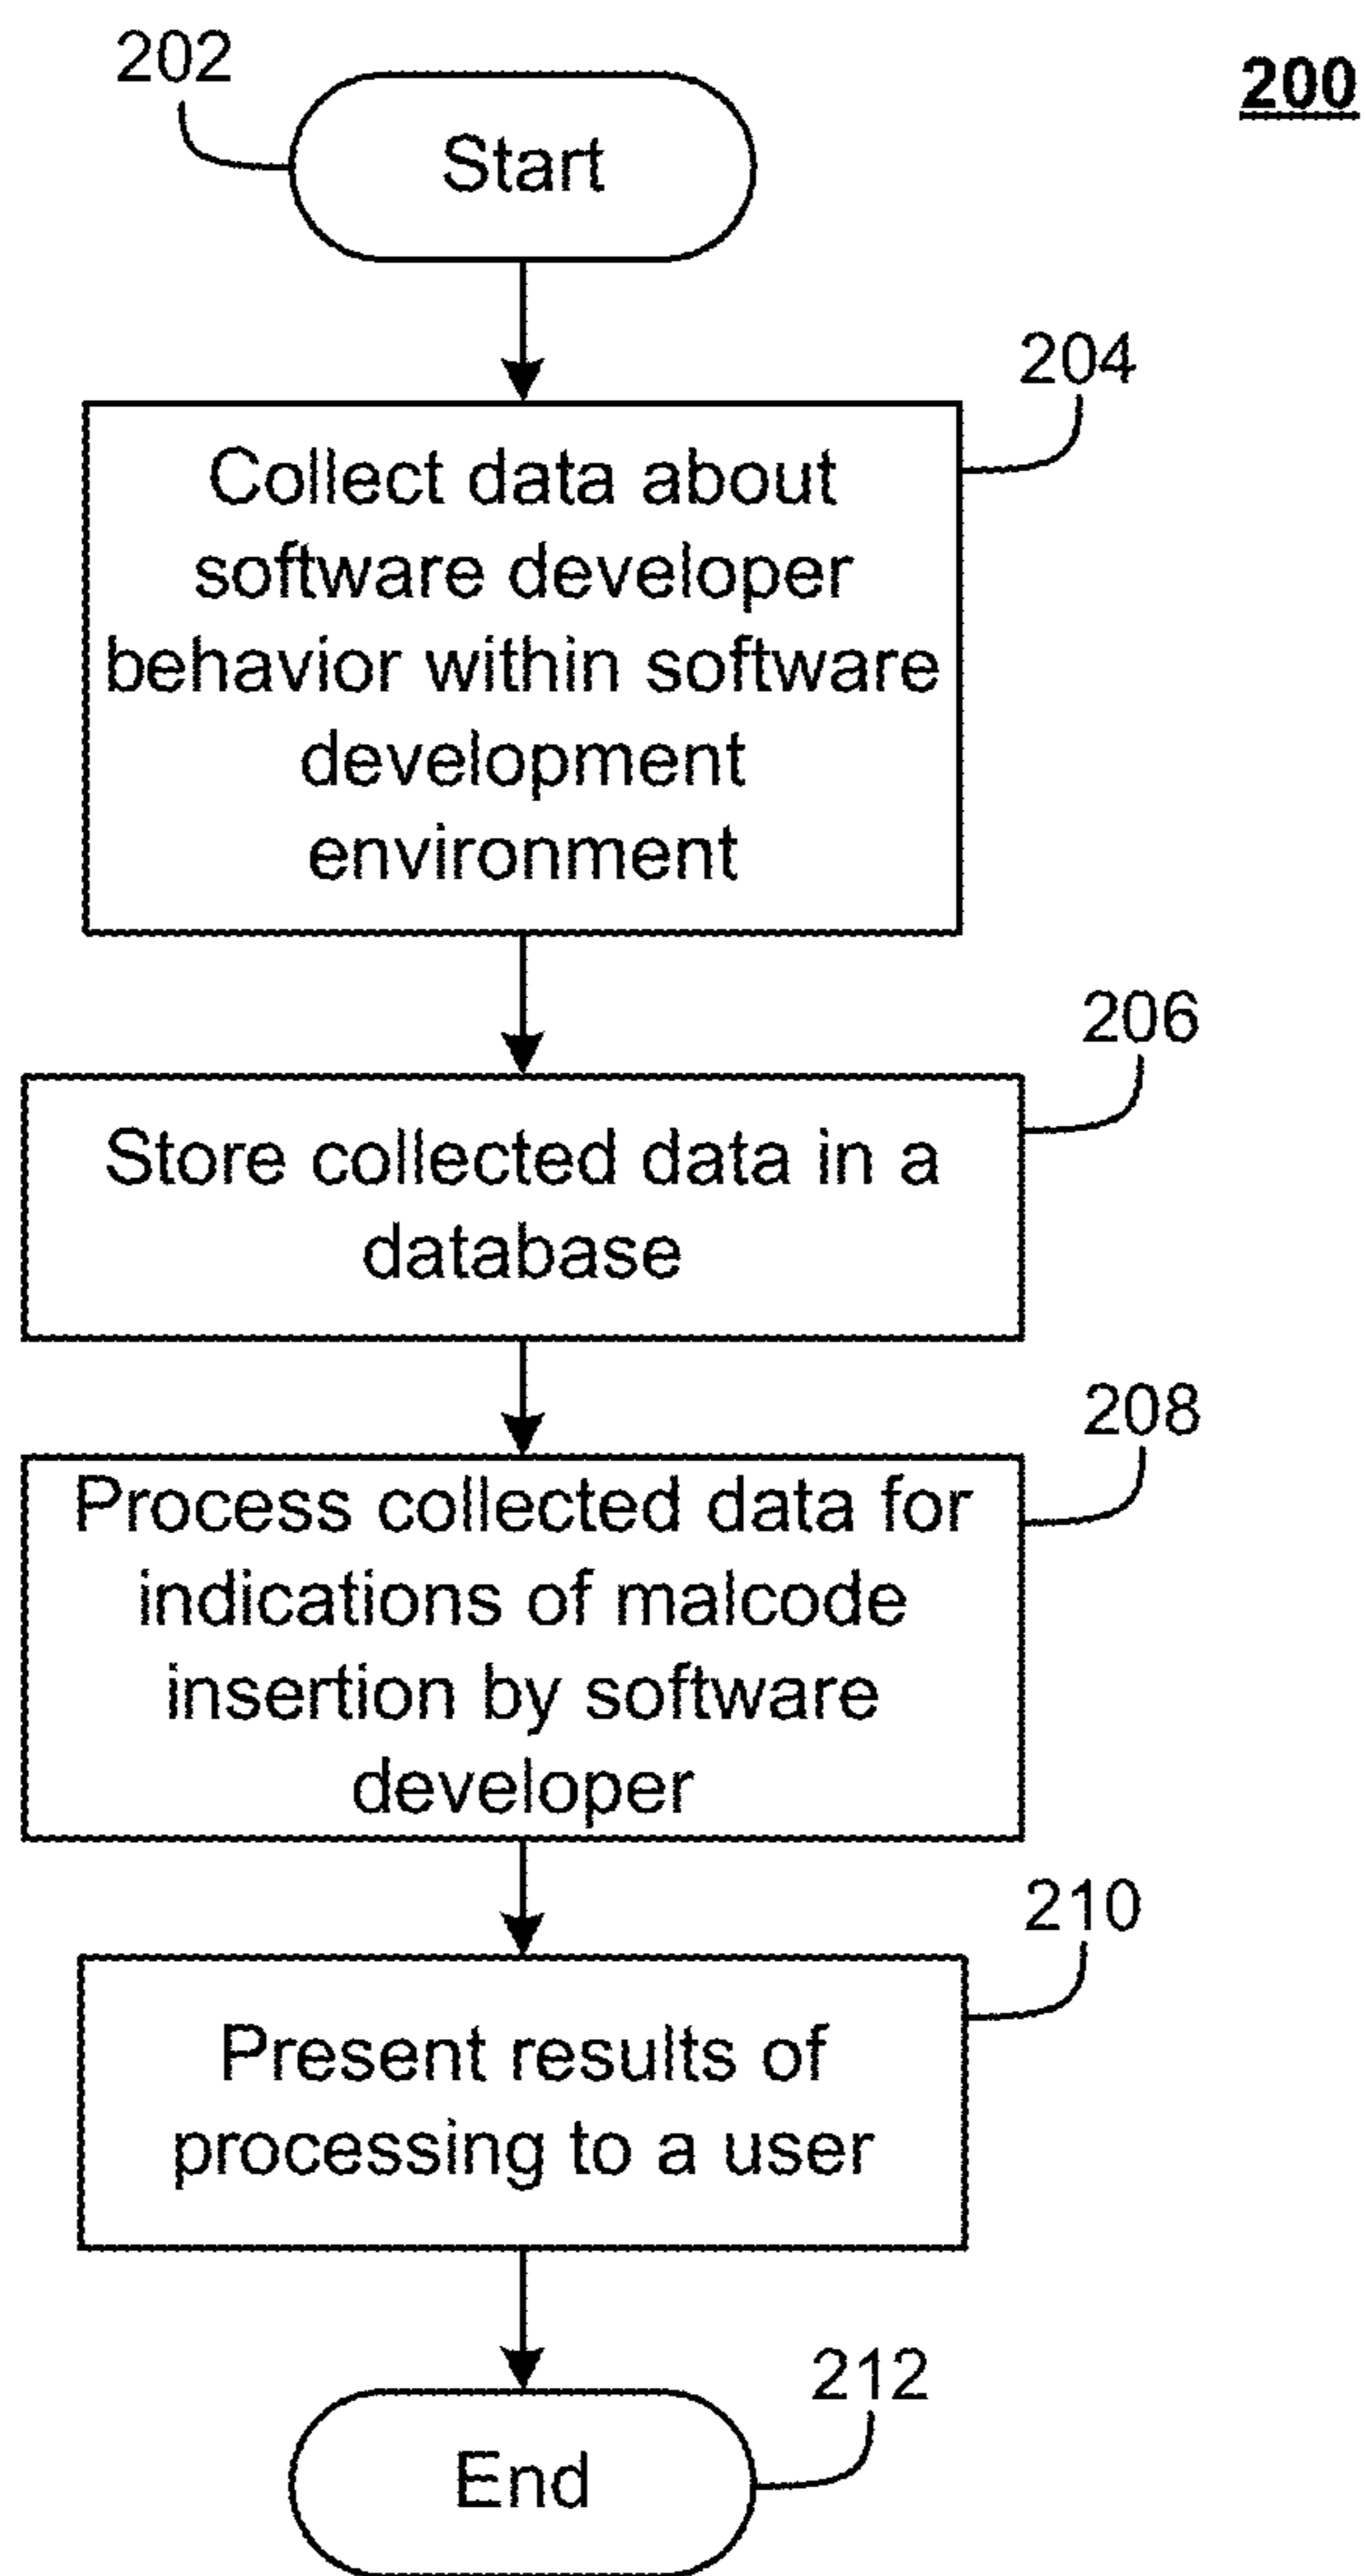 202
200
Start
204
Collect data about
software developer
behavior within software
development
environment
206
Store collected data in a
database
208
Process collected data for
indications of malcode
insertion by software
developer
210
Present results of
processing to a user
212
End